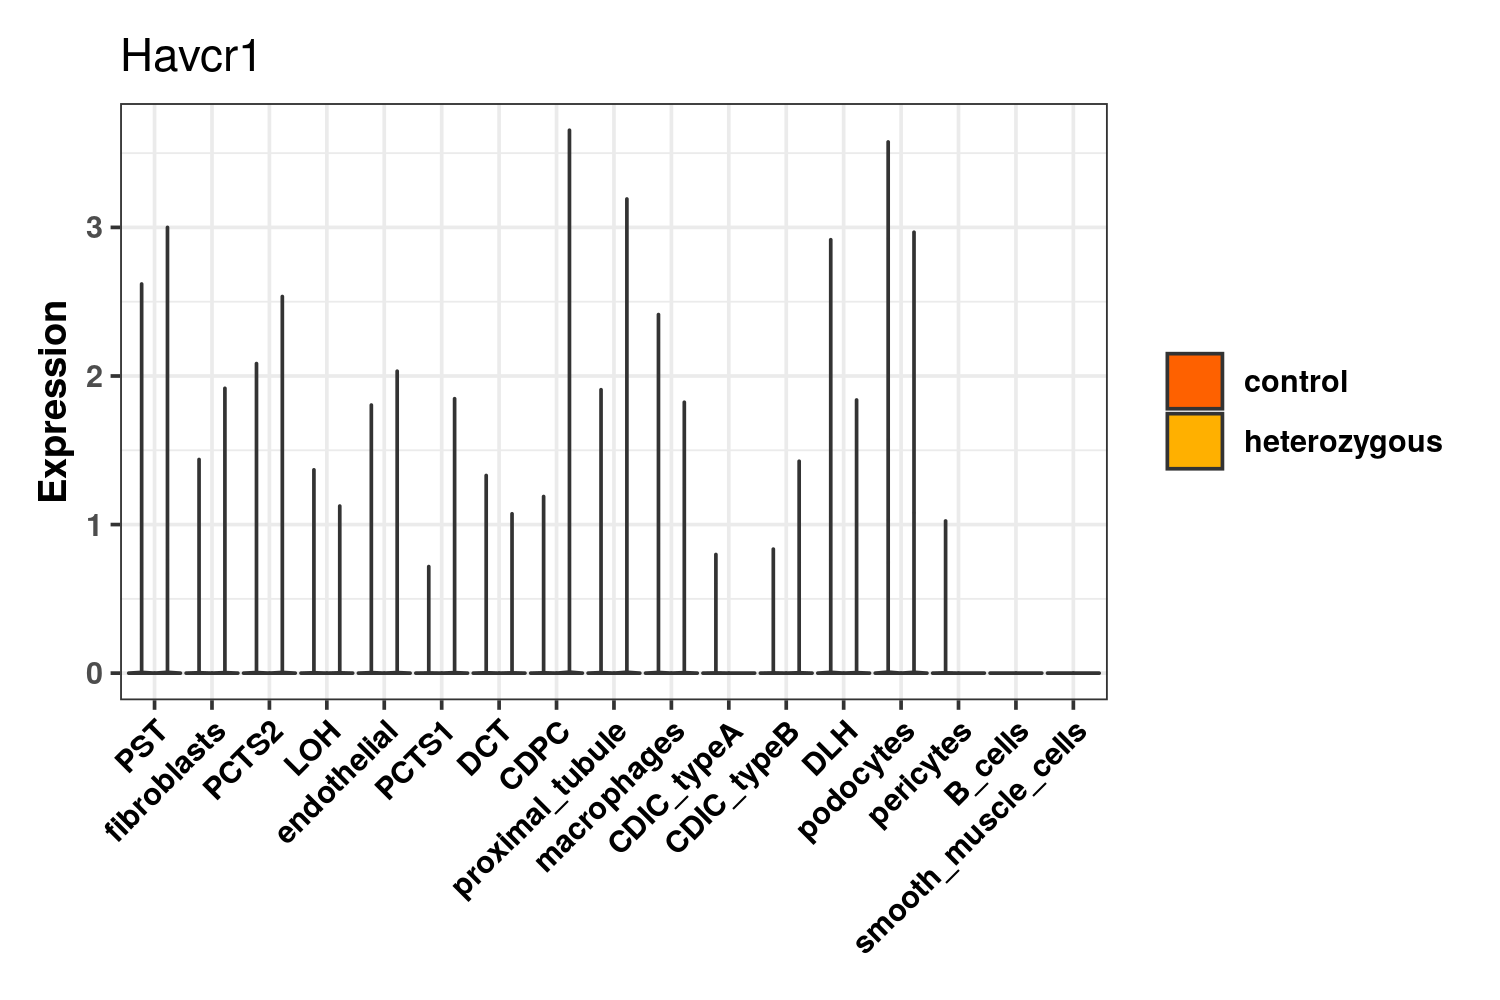 Havcr1
Expression
3
2
1
0
PST
fibroblasts
PCTS2
LOH
endothelial
PCTS1
DCT
CDPC
proximal_tubule
macrophages
CDIC_typeA
CDIC_typeB
DLH
podocytes
pericytes
B_cells
smooth_muscle_cells
control
heterozygous